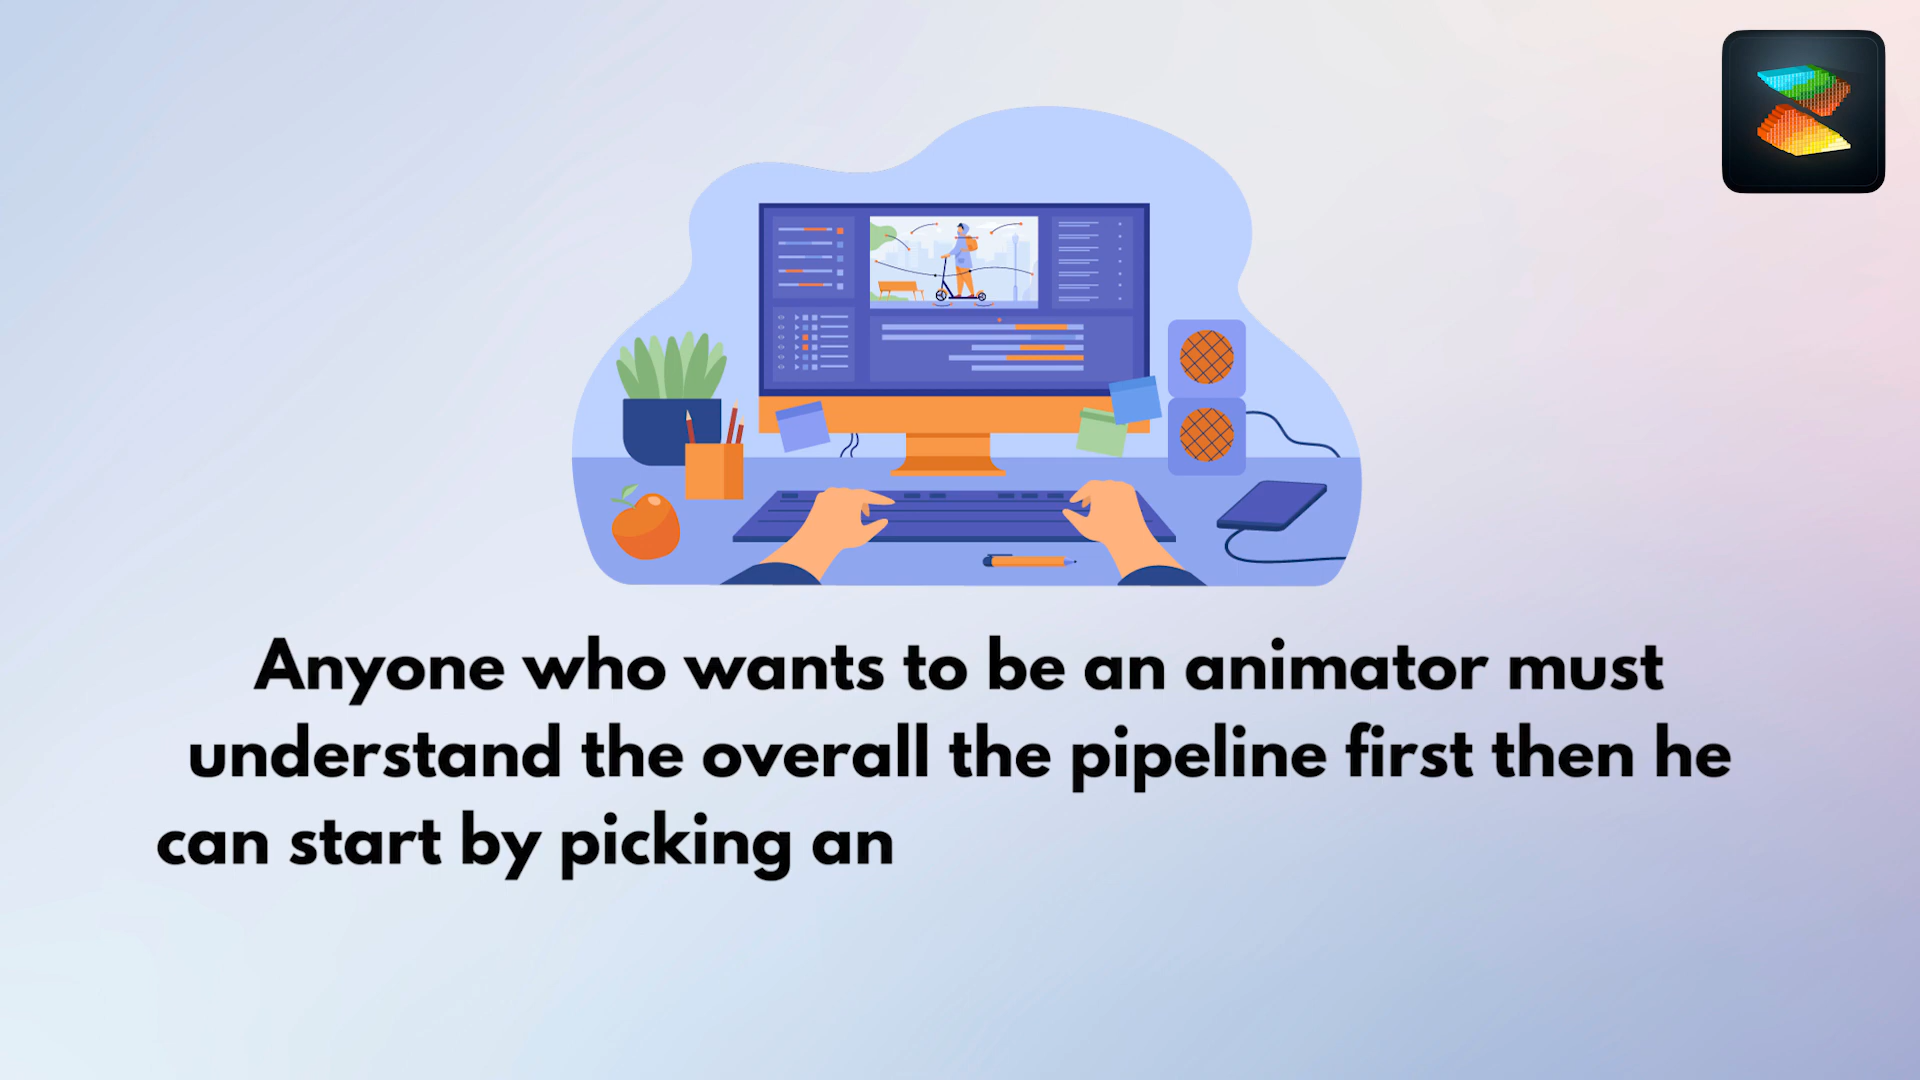 Anyone who wants to be an animator must
understand the overall the pipeline first then he
can start by picking an